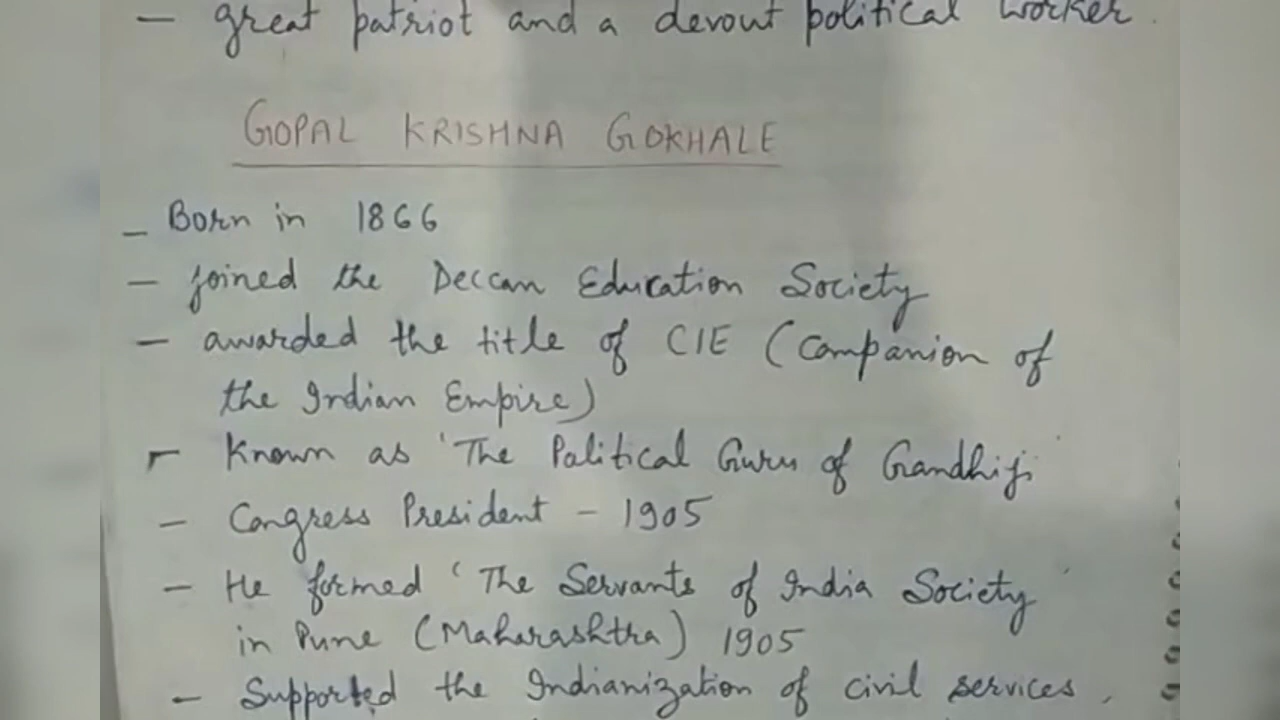 - great patriot and a devout political worker.
GOPAL KRISHNA GOKHALE
- Born in 1866
- joined the Deccan Education Society
- awarded the title of CIE (Companion of
the Indian Empire)
- Known as 'The Political Guru of Gandhiji
- Congress President - 1905
- He formed 'The Servants of India Society'
in Pune (Maharashtra) 1905
- Supported the Indianization of civil services.